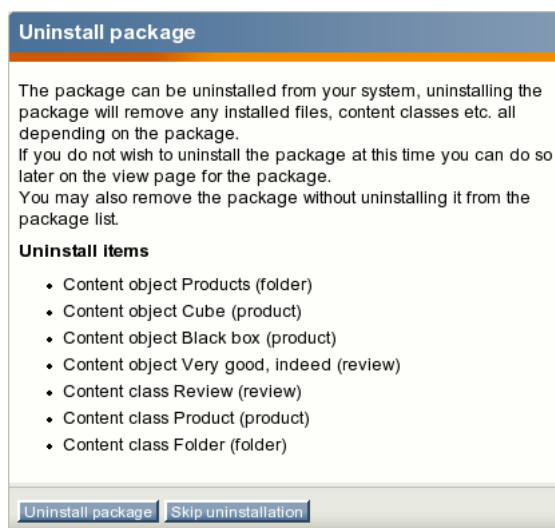 Uninstall package
The package can be uninstalled from your system, uninstalling the
package will remove any installed files, content classes etc. all
depending on the package.
If you do not wish to uninstall the package at this time you can do so
later on the view page for the package.
You may also remove the package without uninstalling it from the
package list.
Uninstall items
• Content object Products (folder)
• Content object Cube (product)
• Content object Black box (product)
• Content object Very good, indeed (review)
• Content class Review (review)
• Content class Product (product)
• Content class Folder (folder)
Uninstall package Skip uninstallation